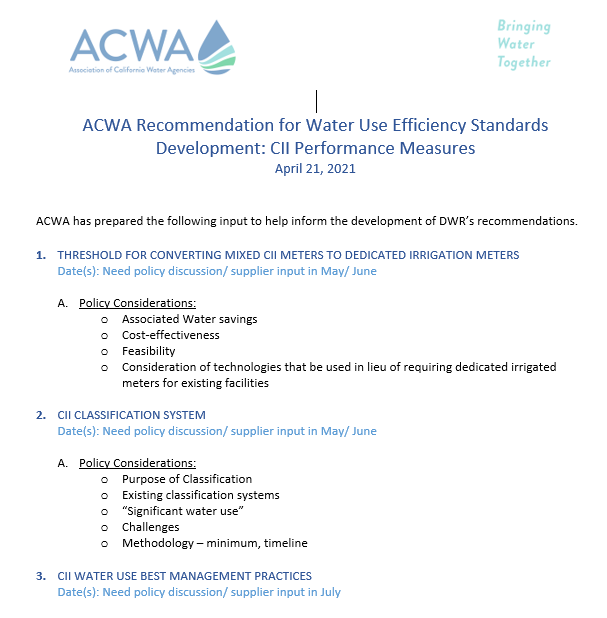 ACWA
Association of California Water Agencies
Bringing
Water
Together
ACWA Recommendation for Water Use Efficiency Standards
Development: CII Performance Measures
April 21, 2021
ACWA has prepared the following input to help inform the development of DWR's recommendations.
1. THRESHOLD FOR CONVERTING MIXED CII METERS TO DEDICATED IRRIGATION METERS
Date(s): Need policy discussion/ supplier input in May/ June
A. Policy Considerations:
o Associated Water savings
o Cost-effectiveness
o Feasibility
o Consideration of technologies that be used in lieu of requiring dedicated irrigated
meters for existing facilities
2. CII CLASSIFICATION SYSTEM
Date(s): Need policy discussion/ supplier input in May/ June
A. Policy Considerations:
o Purpose of Classification
o Existing classification systems
o "Significant water use"
o Challenges
o Methodology – minimum, timeline
3. CII WATER USE BEST MANAGEMENT PRACTICES
Date(s): Need policy discussion/ supplier input in July